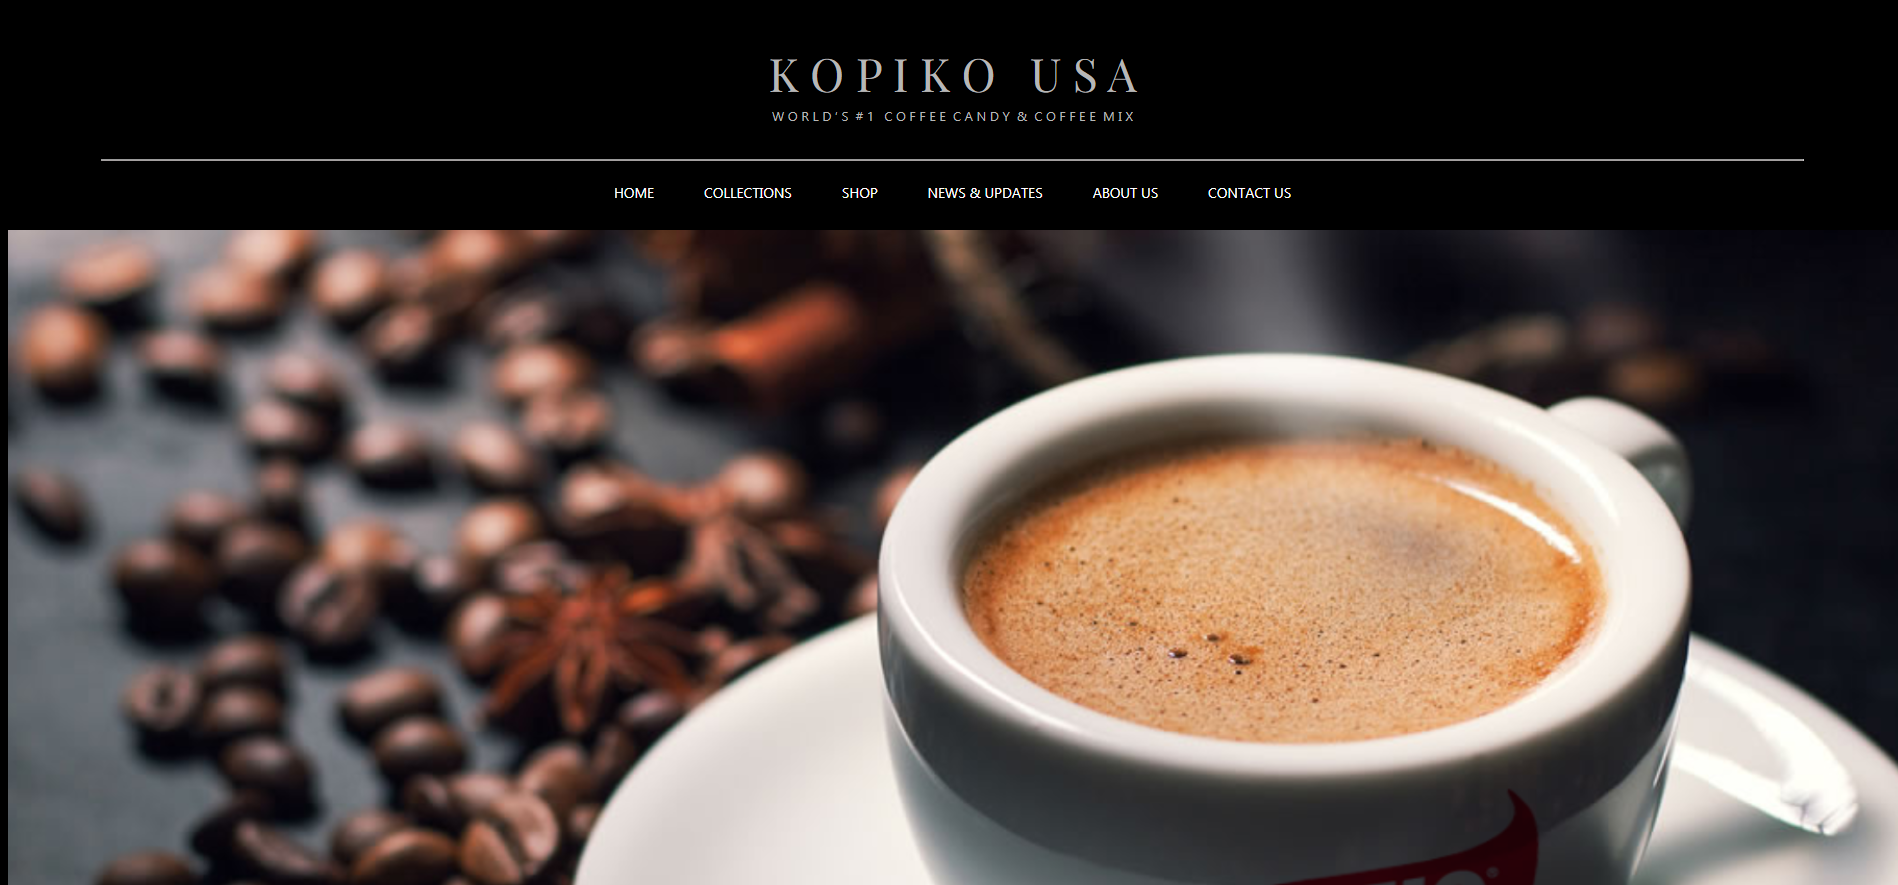 KOPIKO USA
WORLD'S #1 COFFEE CANDY & COFFEE MIX
HOME COLLECTIONS SHOP NEWS & UPDATES ABOUT US CONTACT US